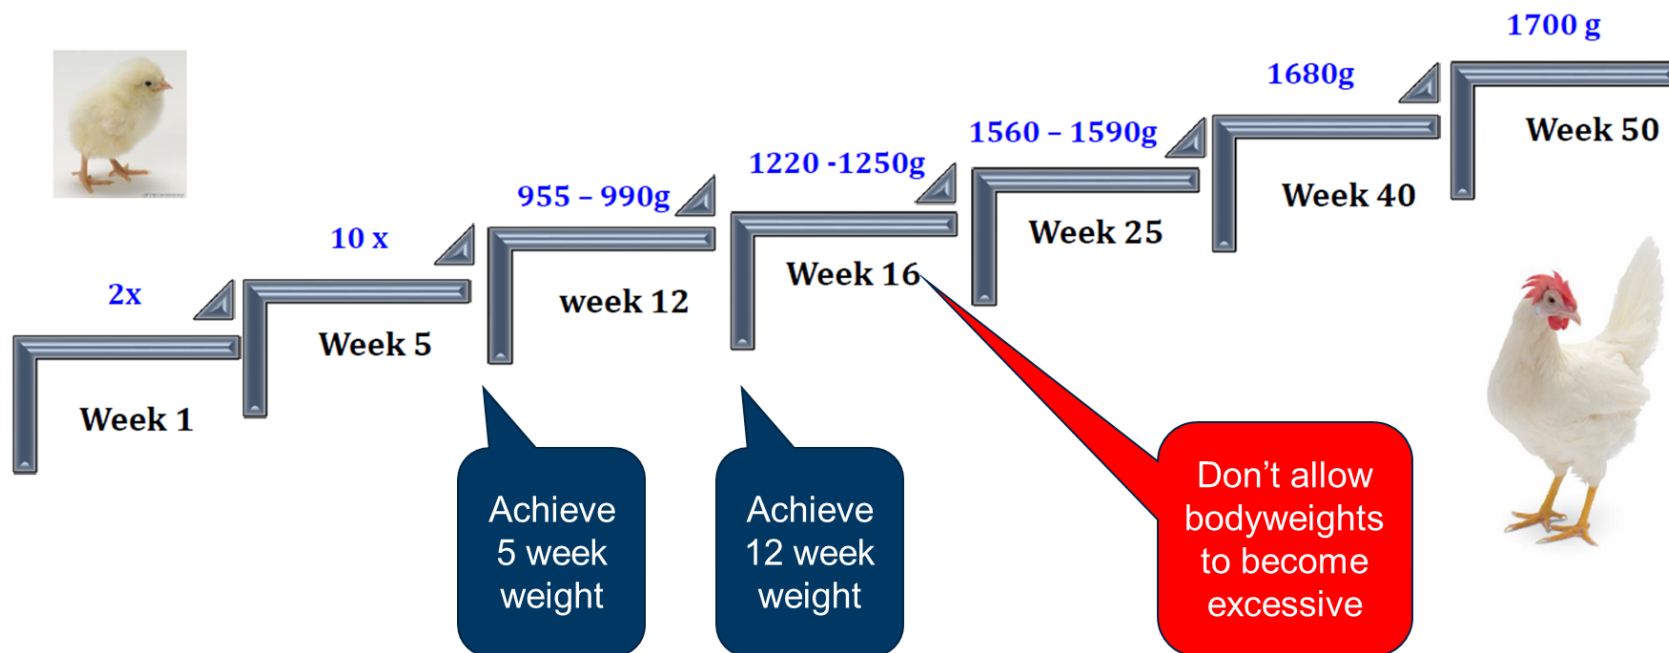 2x
Week 1
10 x
Week 5
955 – 990g
week 12
1220 -1250g
Week 16
1560 – 1590g
Week 25
1680g
Week 40
1700 g
Week 50
Achieve
5 week
weight
Achieve
12 week
weight
Don’t allow
bodyweights
to become
excessive